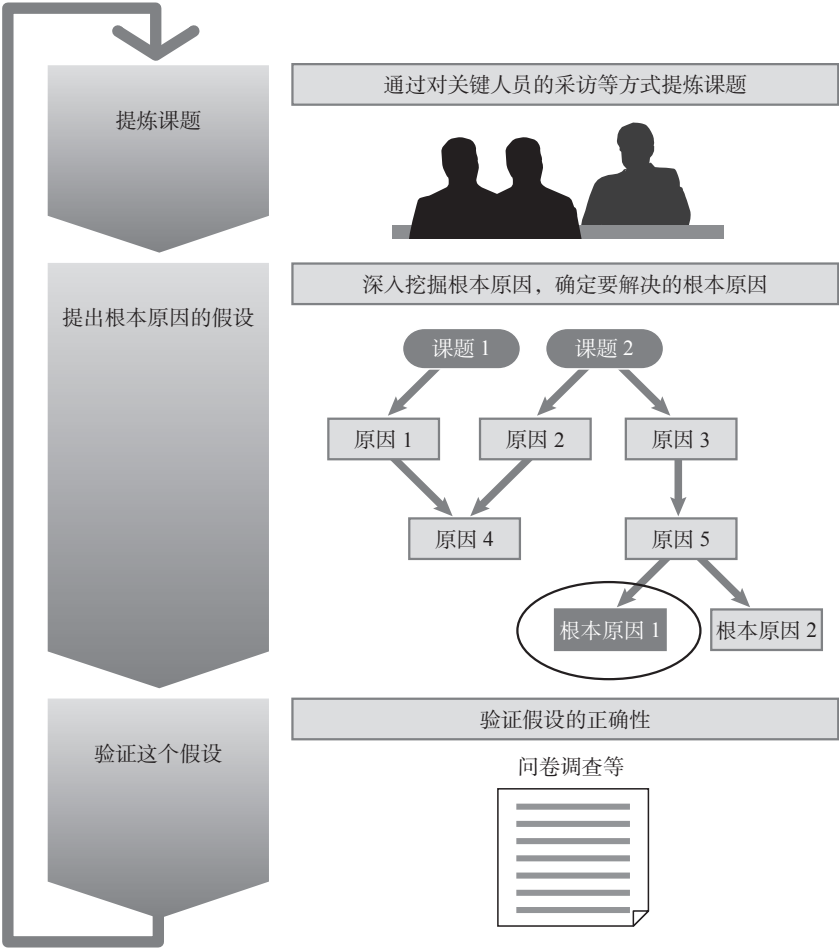 提炼课题
通过对关键人员的采访等方式提炼课题
提出根本原因的假设
深入挖掘根本原因，确定要解决的根本原因
课题 1
课题 2
原因 1
原因 2
原因 3
原因 4
原因 5
根本原因 1
根本原因 2
验证这个假设
验证假设的正确性
问卷调查等